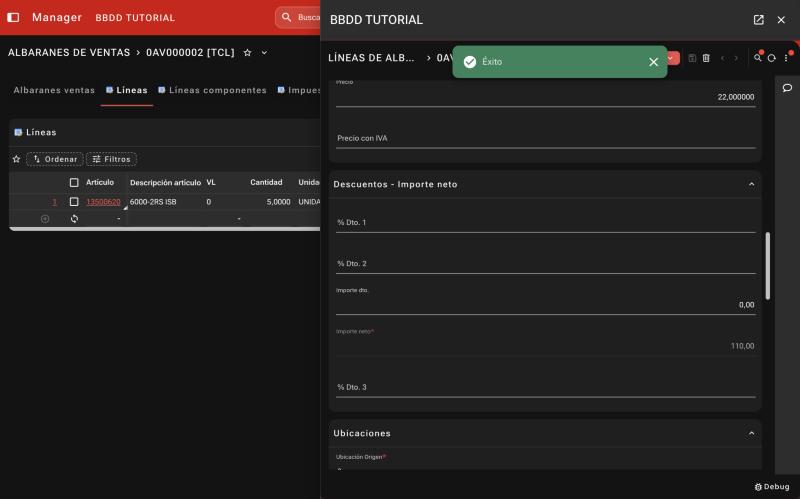 Manager BBDD TUTORIAL
Busca
BBDD TUTORIAL
ALBARANES DE VENTAS > 0AV000002 [TCL]
LÍNEAS DE ALB... > 0AV
Éxito
Albaranes ventas Líneas Líneas componentes Impues
Líneas
Ordenar Filtros
Artículo Descripción artículo VL Cantidad Unida
1 13500620 6000-2RS ISB 0 5,0000 UNIDA
- -
Precio
22,000000
Precio con IVA
Descuentos - Importe neto
% Dto. 1
% Dto. 2
Importe dto.
0,00
Importe neto*
110,00
% Dto. 3
Ubicaciones
Ubicación Origen*
Debug